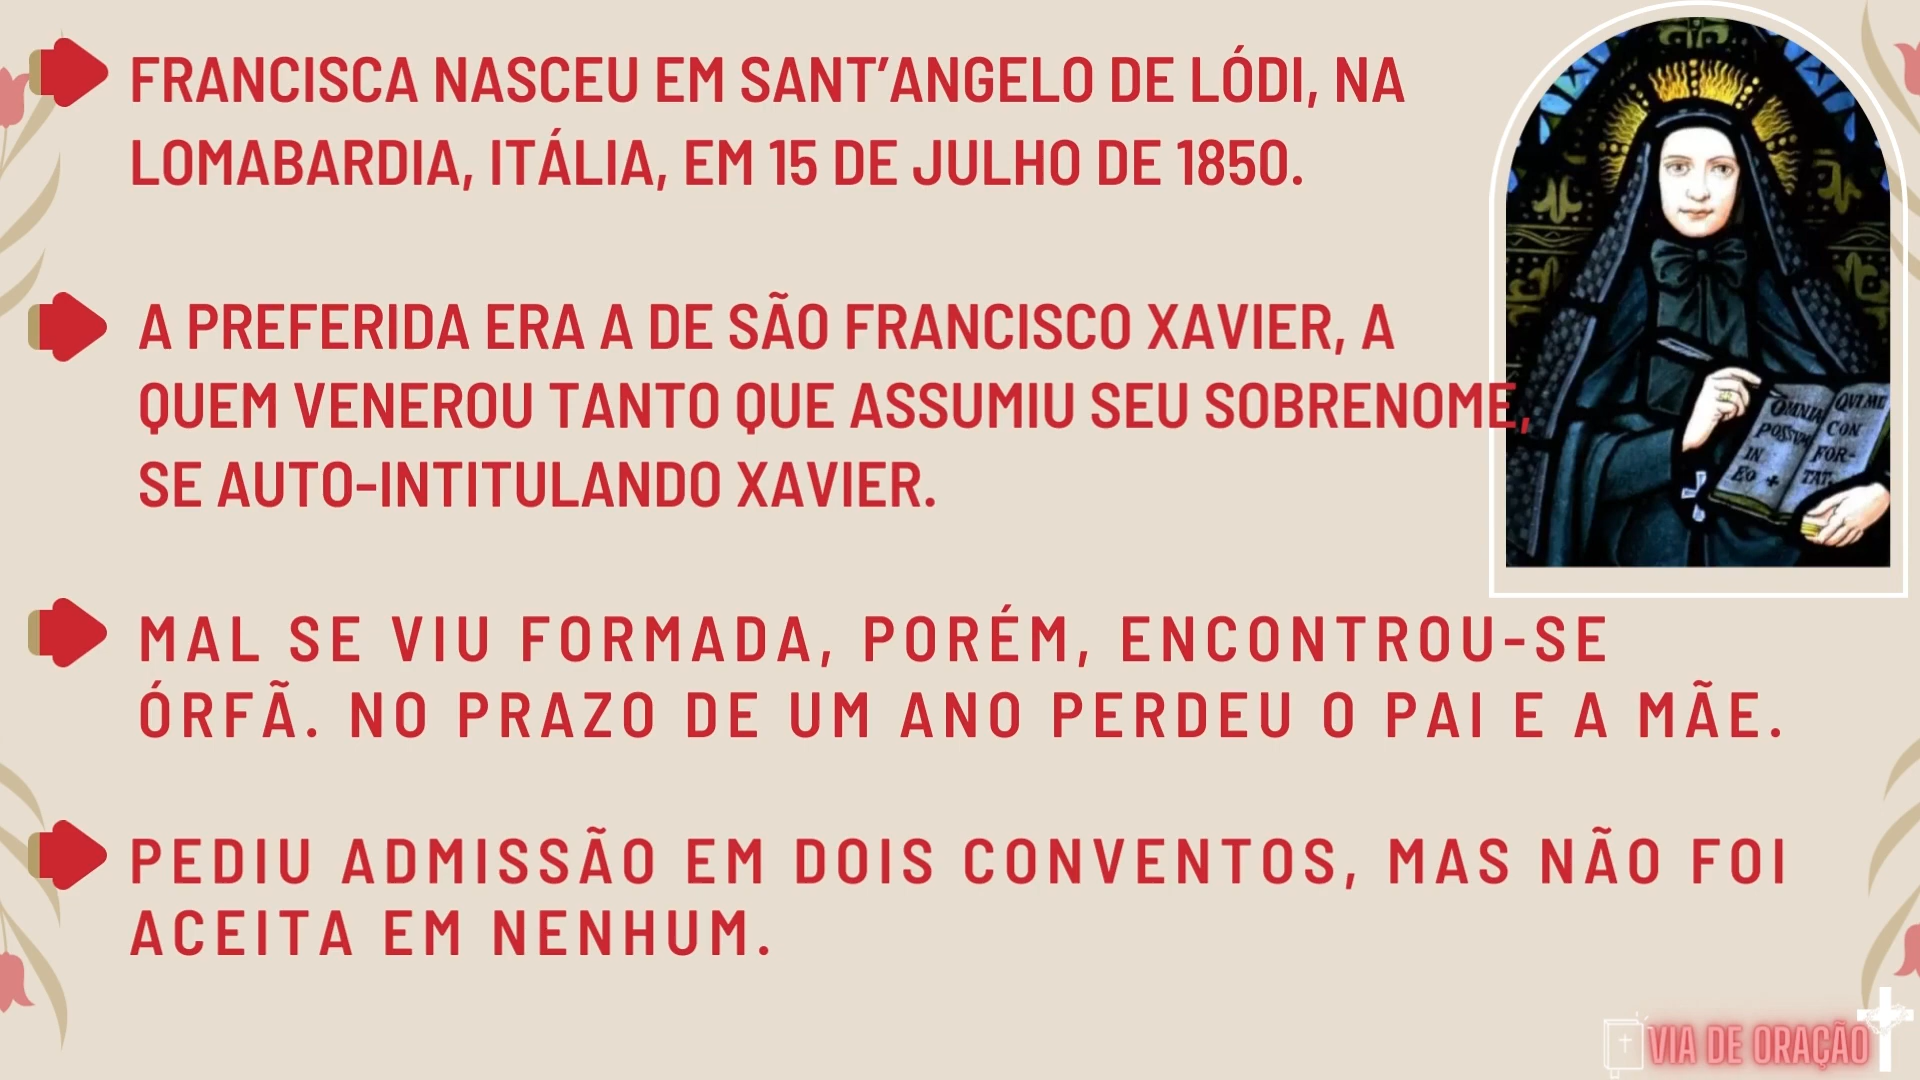 FRANCISCA NASCEU EM SANT’ANGELO DE LÓDI, NA
LOMABARDIA, ITÁLIA, EM 15 DE JULHO DE 1850.
A PREFERIDA ERA A DE SÃO FRANCISCO XAVIER, A
QUEM VENEROU TANTO QUE ASSUMIU SEU SOBRENOME,
SE AUTO-INTITULANDO XAVIER.
OMNIA
POSSUM
IN
EO +
QVI ME
CON
FOR-
TAT.
MAL SE VIU FORMADA, PORÉM, ENCONTROU-SE
ÓRFÃ. NO PRAZO DE UM ANO PERDEU O PAI E A MÃE.
PEDIU ADMISSÃO EM DOIS CONVENTOS, MAS NÃO FOI
ACEITA EM NENHUM.
VIA DE ORAÇÃO